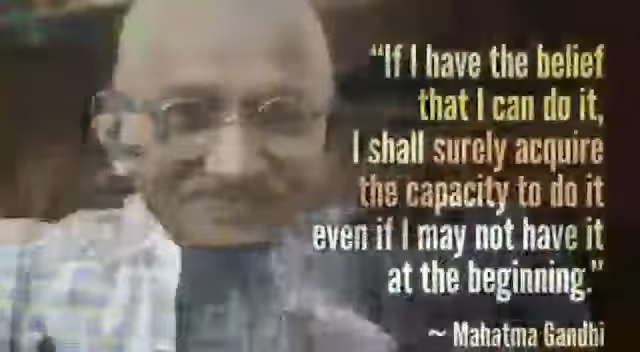 “If I have the belief
that I can do it,
I shall surely acquire
the capacity to do it
even if I may not have it
at the beginning.”
~ Mahatma Gandhi